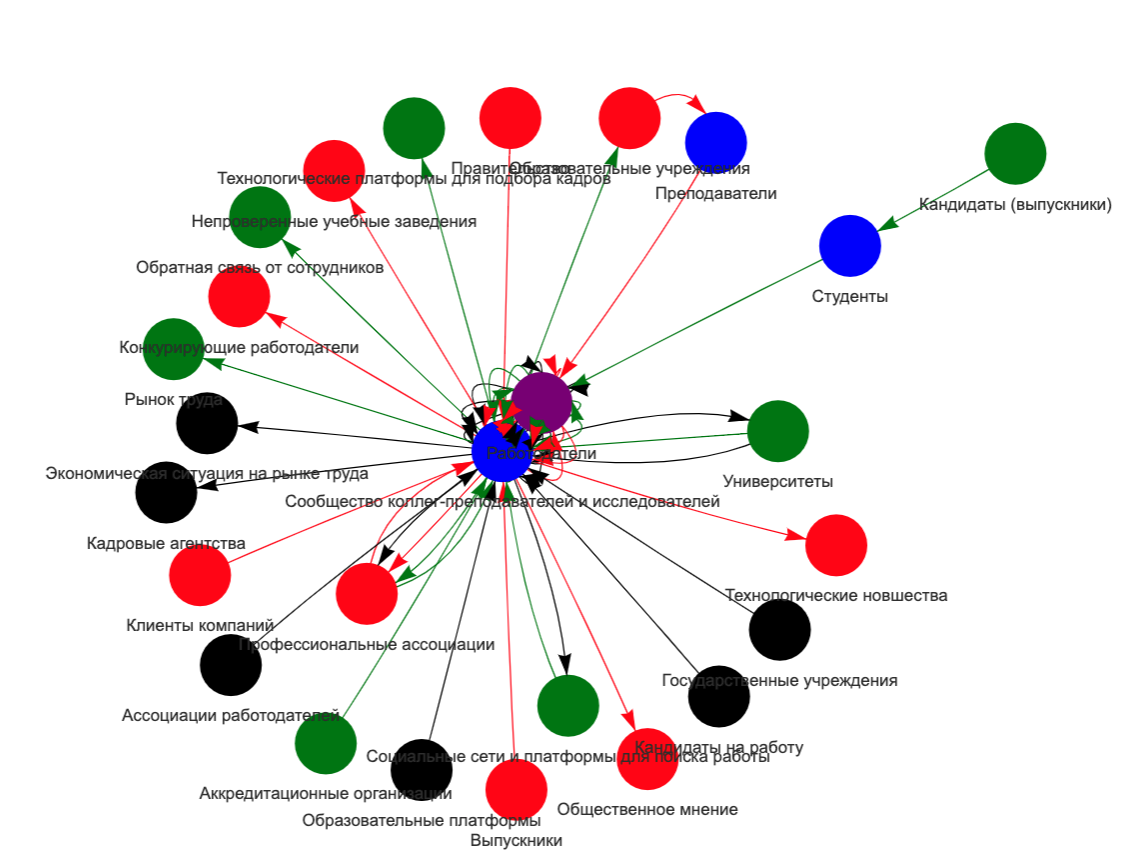 Правительство
Образовательные учреждения
Технологические платформы для подбора кадров
Преподаватели
Кандидаты (выпускники)
Непроверенные учебные заведения
Обратная связь от сотрудников
Студенты
Конкурирующие работодатели
Рынок труда
Работодатели
Экономическая ситуация на рынке труда
Университеты
Сообщество коллег-преподавателей и исследователей
Кадровые агентства
Технологические новшества
Клиенты компаний
Профессиональные ассоциации
Государственные учреждения
Ассоциации работодателей
Кандидаты на работу
Социальные сети и платформы для поиска работы
Аккредитационные организации
Общественное мнение
Образовательные платформы
Выпускники